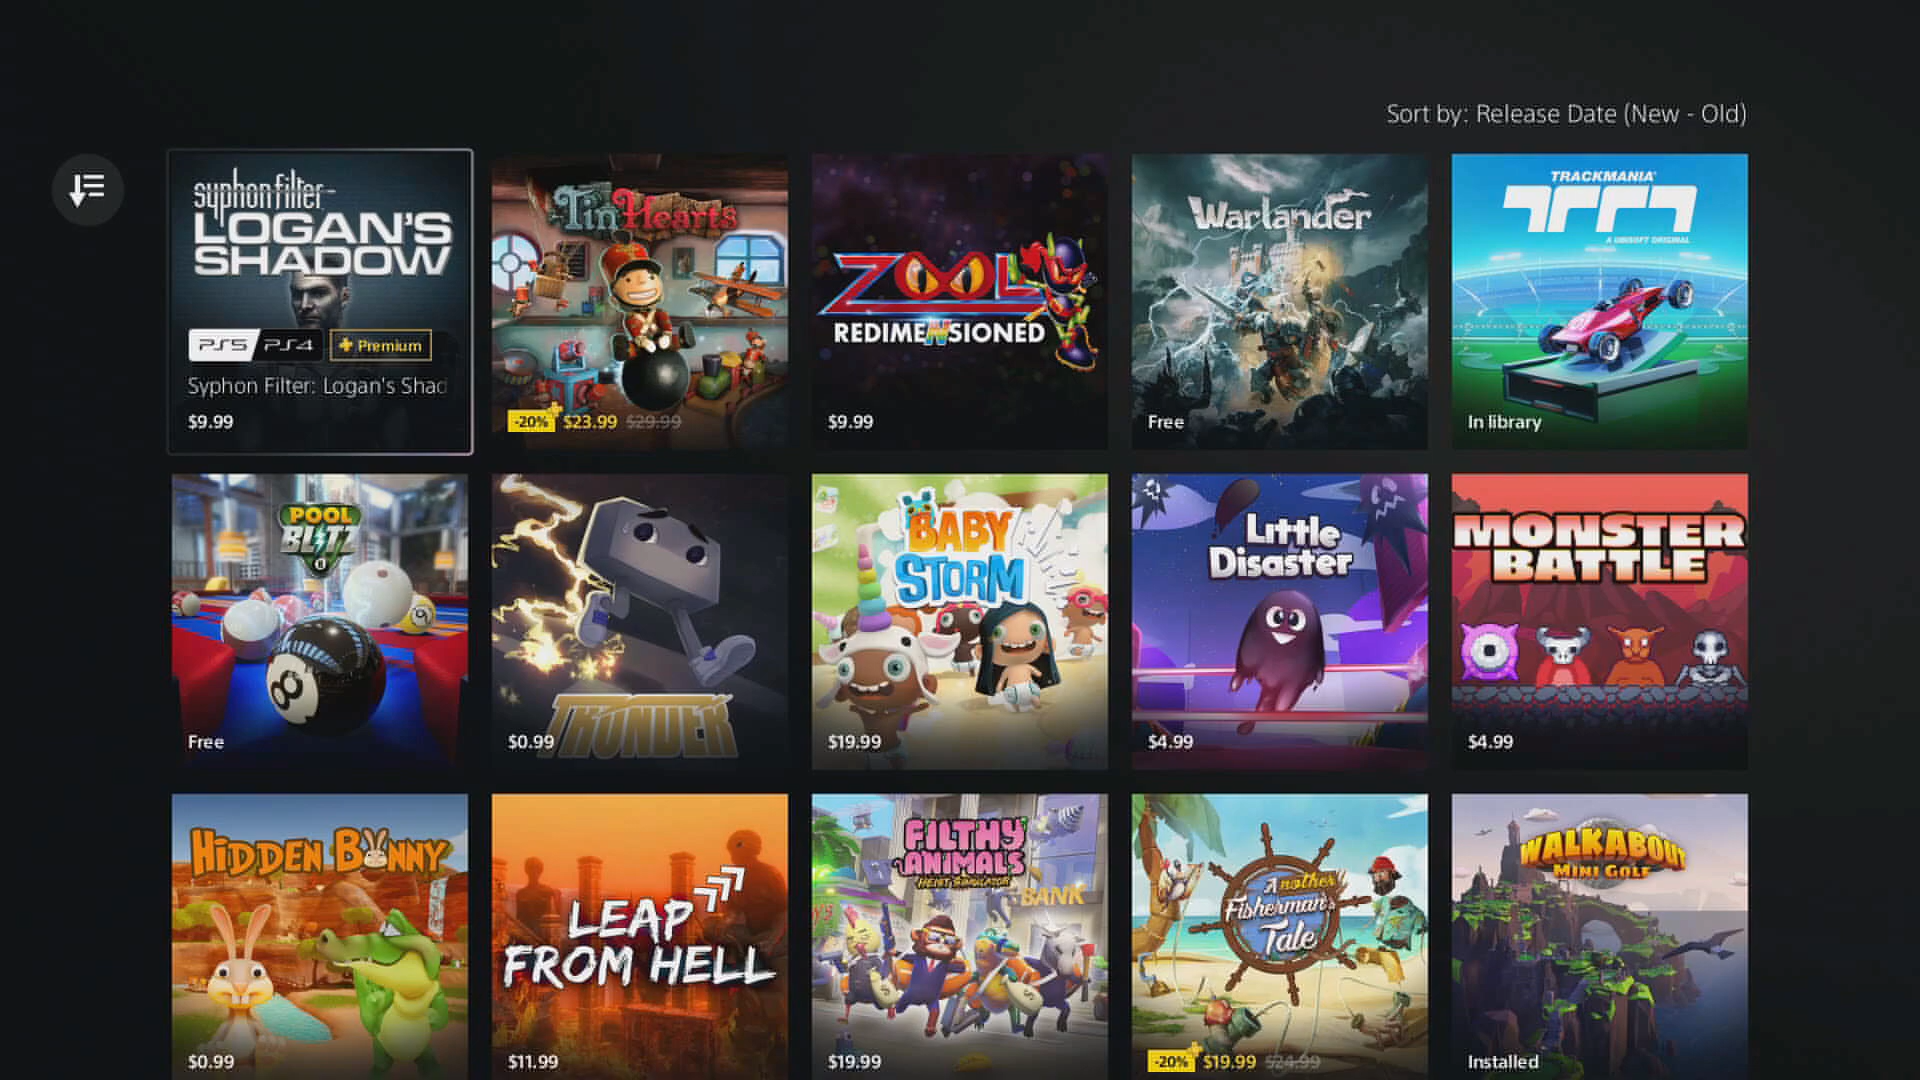 Sort by: Release Date (New - Old)
syphon filter
LOGAN'S
SHADOW
PS5 PS4 Premium
Syphon Filter: Logan's Shad
$9.99
Tin Hearts
-20% $23.99 $29.99
ZOOL
REDIMENSIONED
$9.99
Warlander
Free
TRACKMANIA
A UBISOFT ORIGINAL
In library
POOL
BLITZ
8
Free
THUNDER
$0.99
BABY
STORM
$19.99
Little
Disaster
$4.99
MONSTER
BATTLE
$4.99
HIDDEN BUNNY
$0.99
LEAP
FROM HELL
$11.99
FILTHY
ANIMALS
HEIST SIMULATOR
BANK
$19.99
Another
Fisherman's
Tale
-20% $19.99 $24.99
WALKABOUT
MINI GOLF
Installed